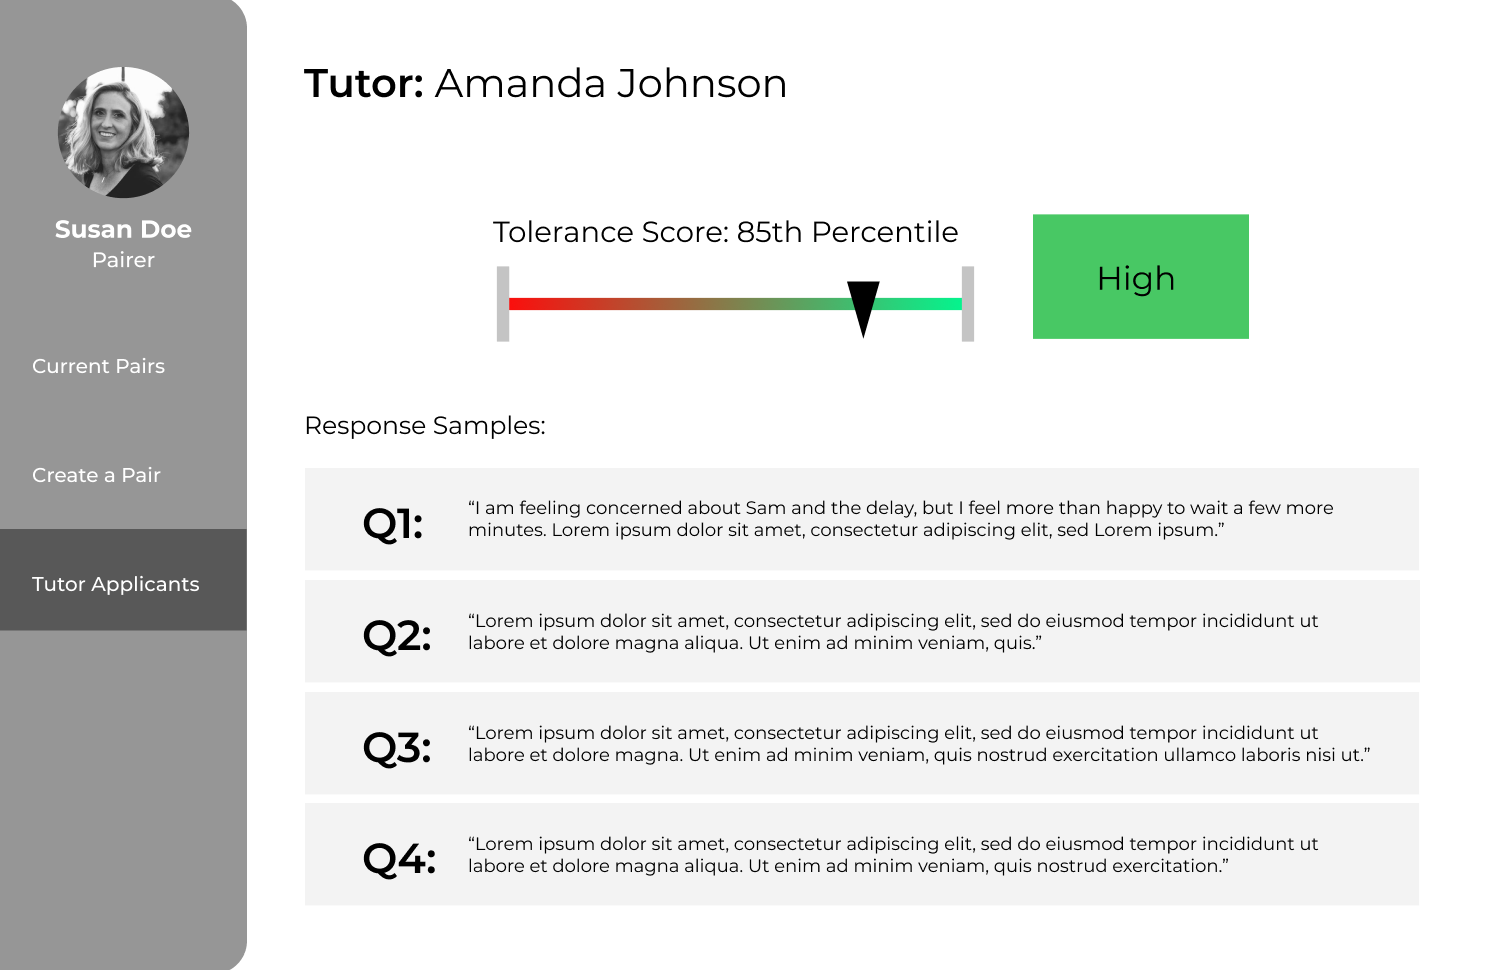 Susan Doe
Pairer
Current Pairs
Create a Pair
Tutor Applicants
Tutor: Amanda Johnson
Tolerance Score: 85th Percentile
High
Response Samples:
Q1:
“I am feeling concerned about Sam and the delay, but I feel more than happy to wait a few more
minutes. Lorem ipsum dolor sit amet, consectetur adipiscing elit, sed Lorem ipsum.”
Q2:
“Lorem ipsum dolor sit amet, consectetur adipiscing elit, sed do eiusmod tempor incididunt ut
labore et dolore magna aliqua. Ut enim ad minim veniam, quis.”
Q3:
“Lorem ipsum dolor sit amet, consectetur adipiscing elit, sed do eiusmod tempor incididunt ut
labore et dolore magna. Ut enim ad minim veniam, quis nostrud exercitation ullamco laboris nisi ut.”
Q4:
“Lorem ipsum dolor sit amet, consectetur adipiscing elit, sed do eiusmod tempor incididunt ut
labore et dolore magna aliqua. Ut enim ad minim veniam, quis nostrud exercitation.”